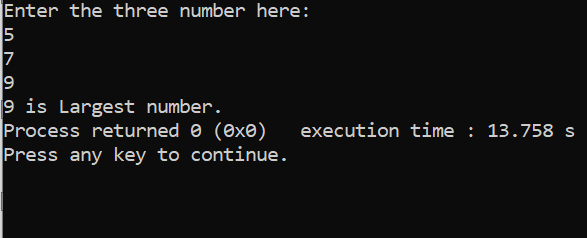 Enter the three number here:
5
7
9
9 is Largest number.
Process returned 0 (0x0)   execution time : 13.758 s
Press any key to continue.